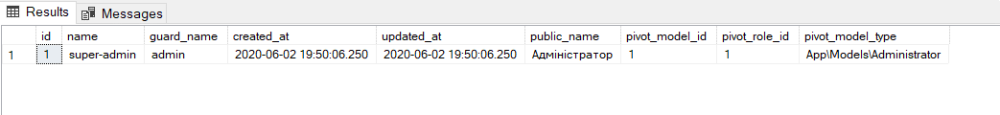 Results Messages
id name guard_name created_at updated_at public_name pivot_model_id pivot_role_id pivot_model_type
1 1 super-admin admin 2020-06-02 19:50:06.250 2020-06-02 19:50:06.250 Адміністратор 1 1 App\Models\Administrator